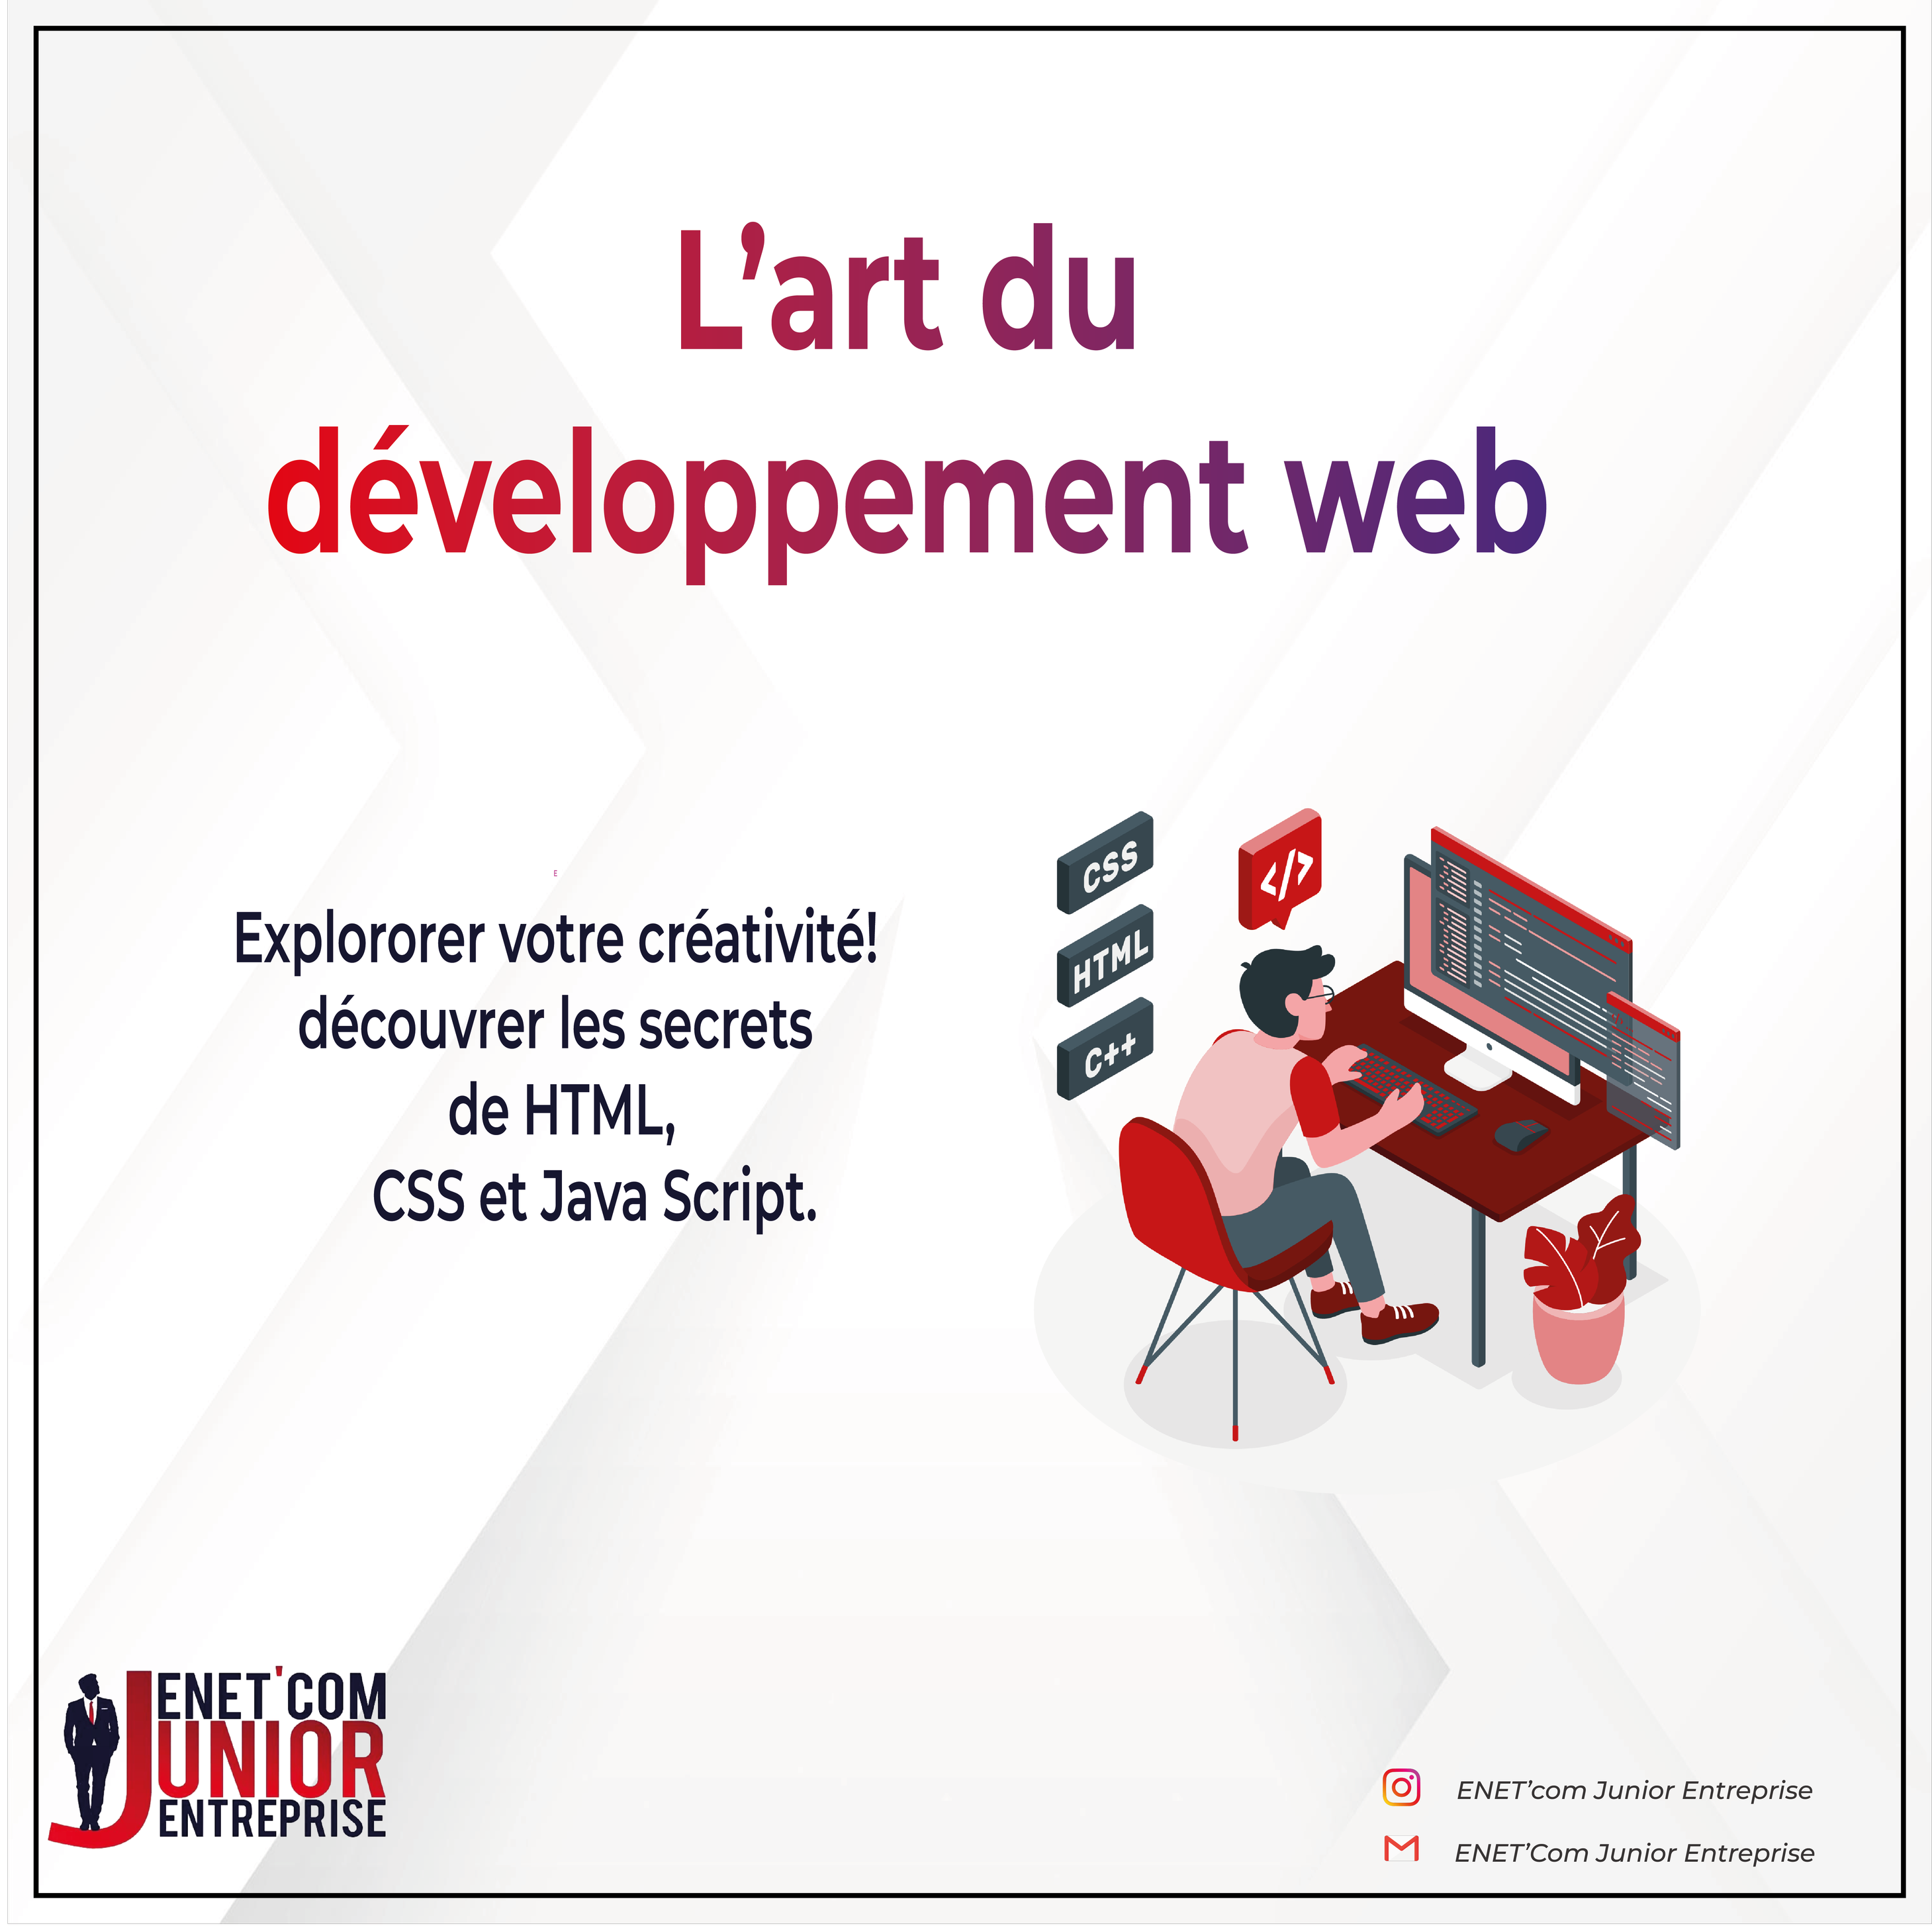 L’art du
développement web
E
Explororer votre créativité!
découvrer les secrets
de HTML,
CSS et Java Script.
CSS
</>
HTML
C++
ENET'COM
JUNIOR
ENTREPRISE
ENET’com Junior Entreprise
ENET’Com Junior Entreprise